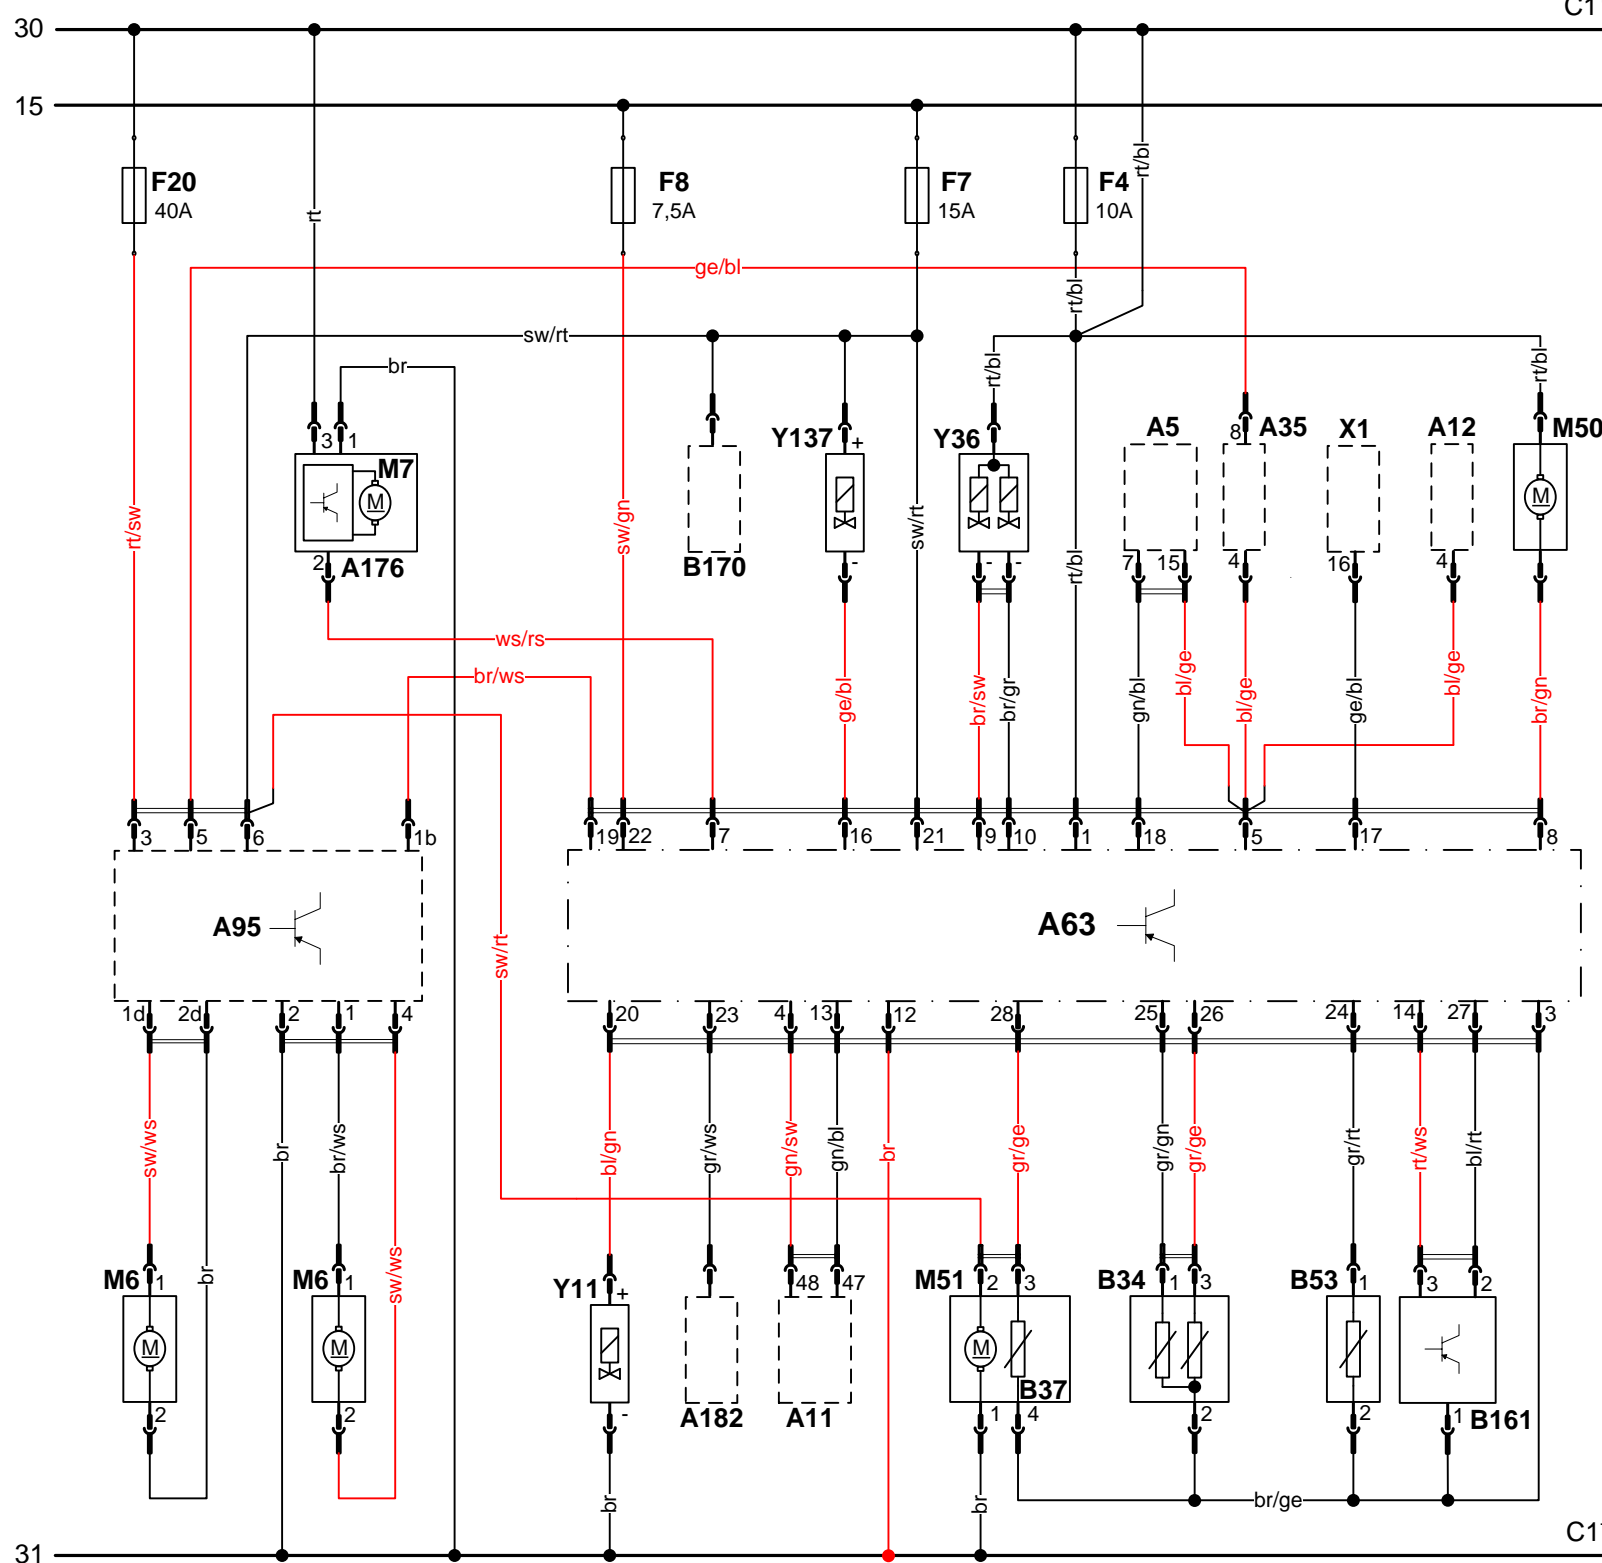 C1
30
15
F20
40A
F8
7,5A
F7
15A
F4
10A
rt/bl
rt
ge/bl
rt/bl
sw/rt
br
rt/bl
rt/bl
3 1
M7
M
2 A176
B170
Y137 +
-
Y36
- -
A5
7 15
8 A35
4
X1
16
A12
4
M50
M
rt/sw
sw/gn
sw/rt
rt/bl
ws/rs
br/ws
ge/bl
br/sw
br/gr
gn/bl
bl/ge
bl/ge
ge/bl
bl/ge
br/gn
3 5 6 1b 19 22 7 16 21 9 10 1 18 5 17 8
A95
A63
sw/rt
1d 2d 2 1 4 20 23 4 13 12 28 25 26 24 14 27 3
sw/ws
br
br/ws
bl/gn
gr/ws
gn/sw
gn/bl
br
gr/ge
gr/gn
gr/ge
gr/rt
rt/ws
bl/rt
br
sw/ws
M6 1
M
2
M6 1
M
2
Y11 +
-
A182
48 47
A11
M51 2 3
M
B37
1 4
B34 1 3
2
B53 1
2
3 2
1 B161
br
br
br/ge
C1
31